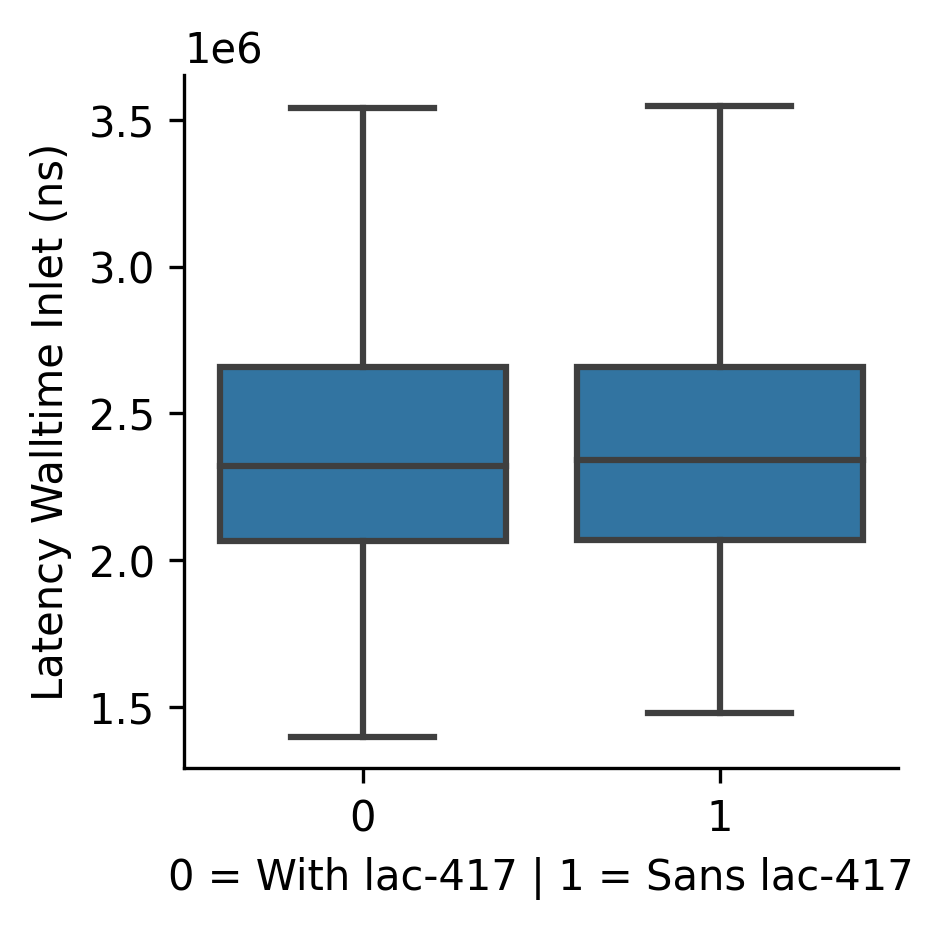 1e6
3.5
3.0
2.5
2.0
1.5
Latency Walltime Inlet (ns)
0
1
0 = With lac-417 | 1 = Sans lac-417